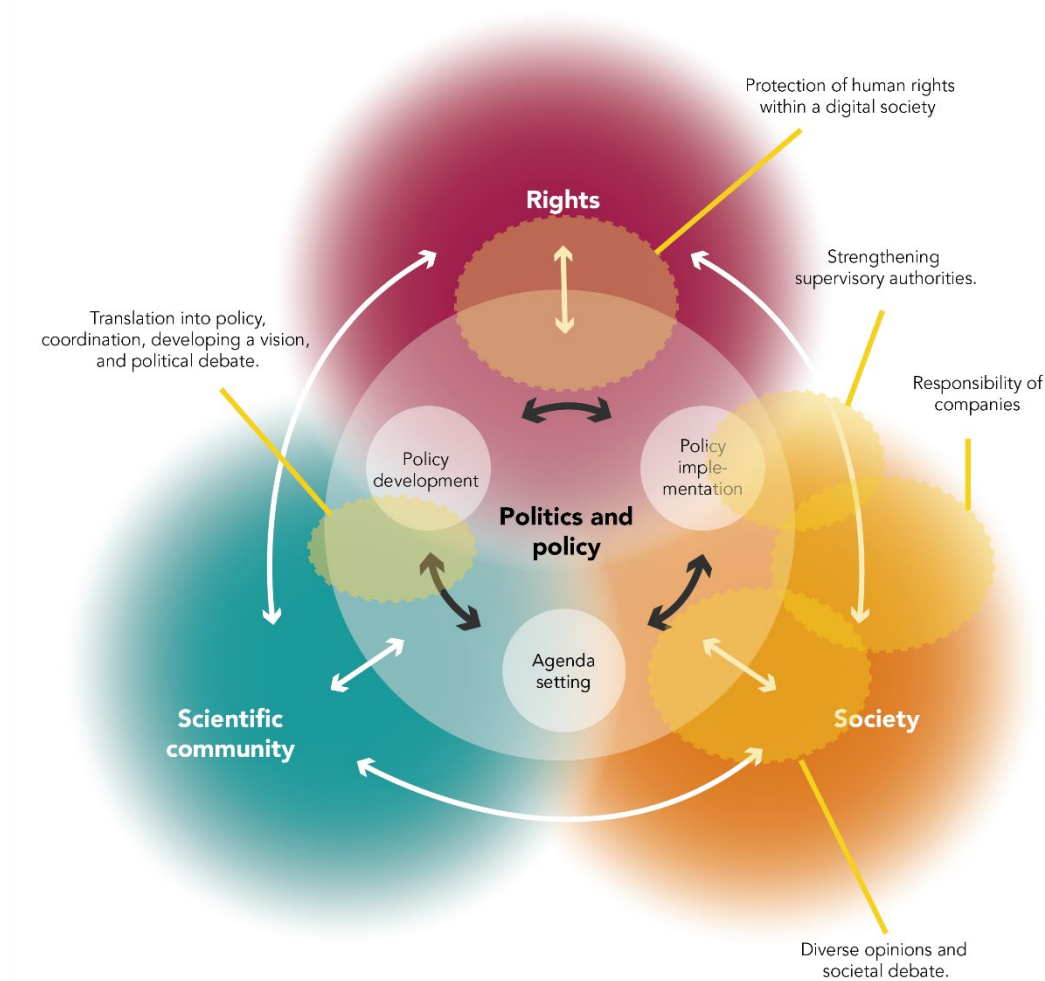 Protection of human rights
within a digital society
Rights
Strengthening
supervisory authorities.
Translation into policy,
coordination, developing a vision,
and political debate.
Responsibility of
companies
Policy
development
Policy
imple-
mentation
Politics and
policy
Agenda
setting
Scientific
community
Society
Diverse opinions and
societal debate.